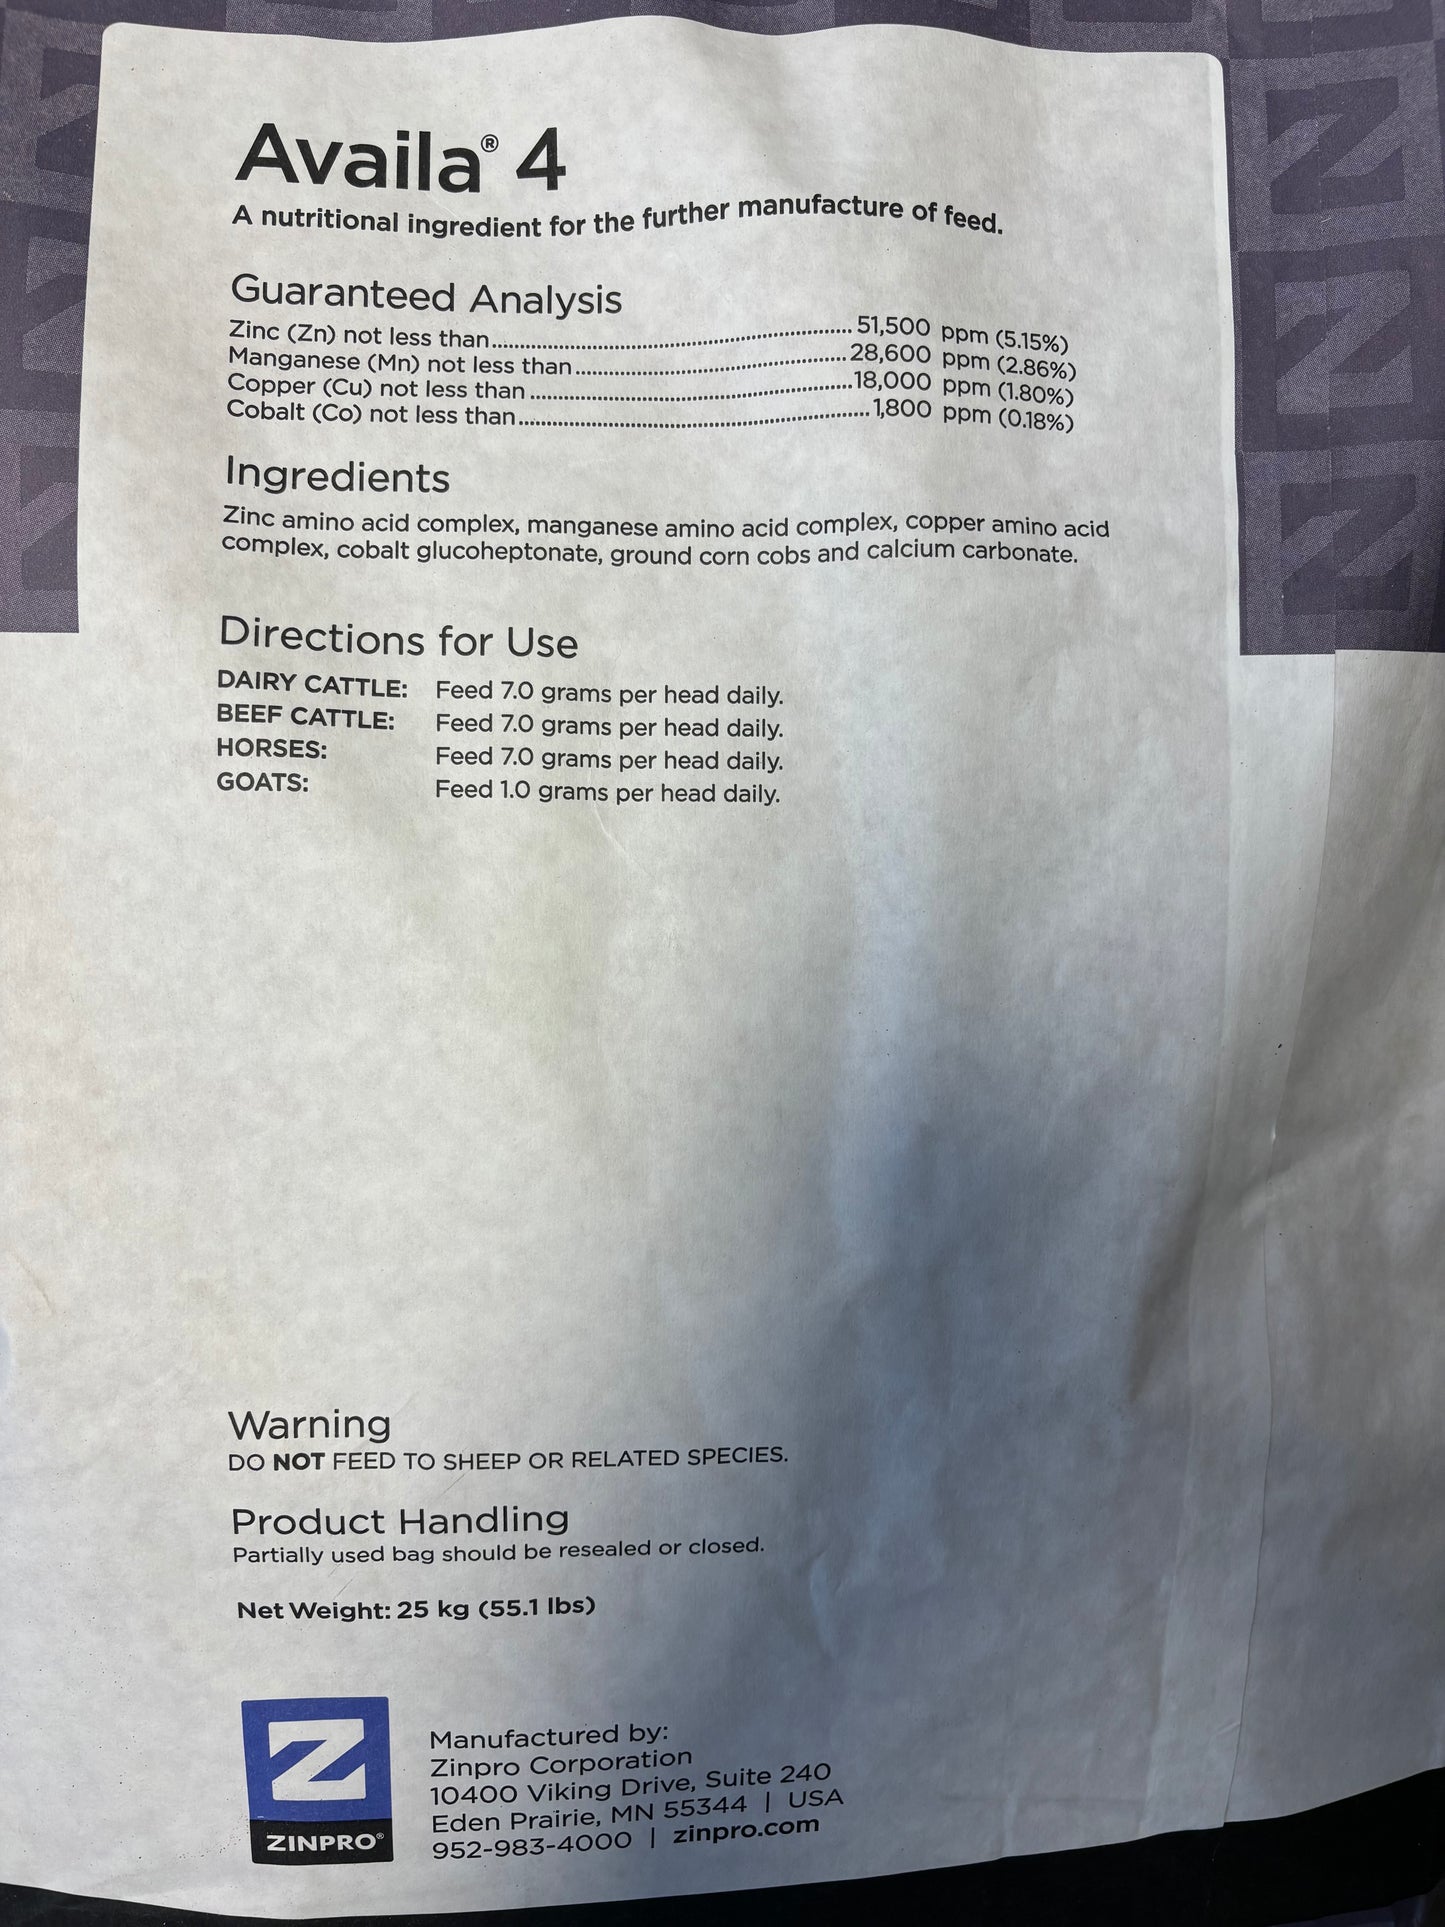 Availa® 4
A nutritional ingredient for the further manufacture of feed.
Guaranteed Analysis
Zinc (Zn) not less than........................................................51,500 ppm (5.15%)
Manganese (Mn) not less than..........................................28,600 ppm (2.86%)
Copper (Cu) not less than..................................................18,000 ppm (1.80%)
Cobalt (Co) not less than.....................................................1,800 ppm (0.18%)
Ingredients
Zinc amino acid complex, manganese amino acid complex, copper amino acid
complex, cobalt glucoheptonate, ground corn cobs and calcium carbonate.
Directions for Use
DAIRY CATTLE: Feed 7.0 grams per head daily.
BEEF CATTLE: Feed 7.0 grams per head daily.
HORSES: Feed 7.0 grams per head daily.
GOATS: Feed 1.0 grams per head daily.
Warning
DO NOT FEED TO SHEEP OR RELATED SPECIES.
Product Handling
Partially used bag should be resealed or closed.
Net Weight: 25 kg (55.1 lbs)
Z
ZINPRO®
Manufactured by:
Zinpro Corporation
10400 Viking Drive, Suite 240
Eden Prairie, MN 55344 | USA
952-983-4000 | zinpro.com